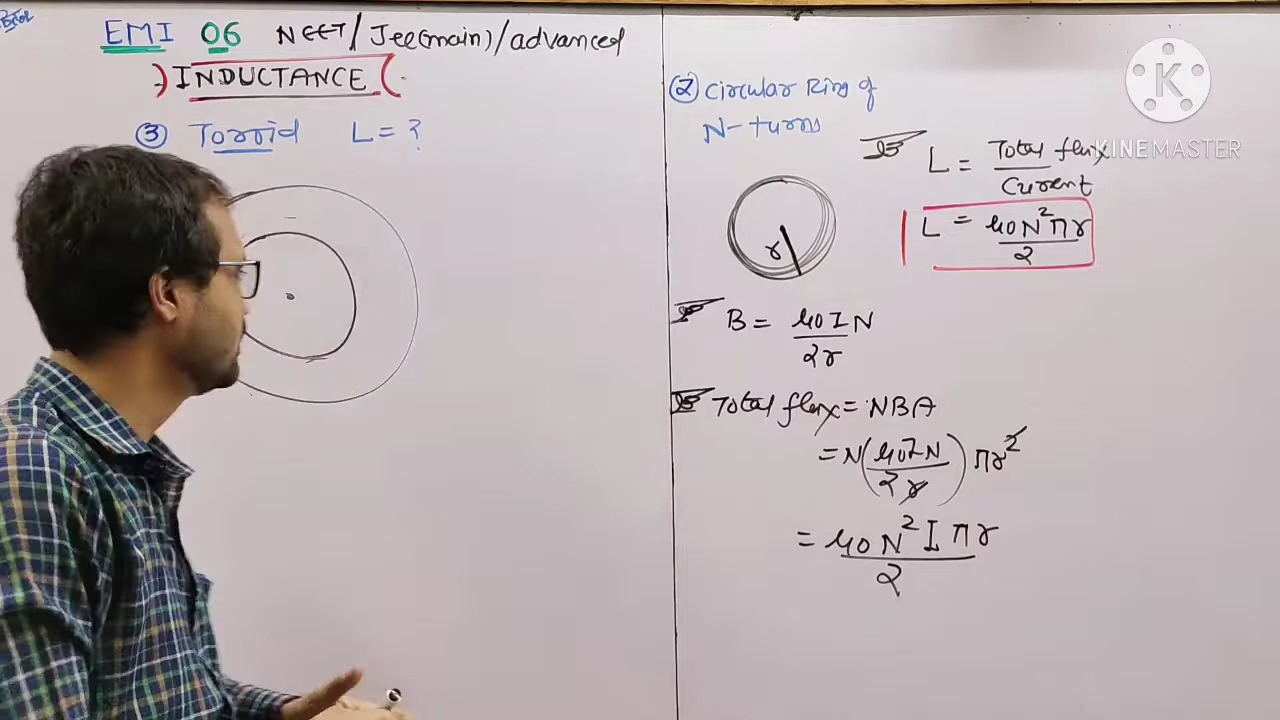 EMI 06 NEET/Jee(main)/advanced
INDUCTANCE
③ Toroid L = ?
② Circular Ring of
N-turns
L = Total flux / Current
L = μ0N²πr / 2
r
B = μ0IN / 2r
Total flux = NBA
= N(μ0IN / 2r) πr²
= μ0N²Iπr / 2
K
KINEMASTER